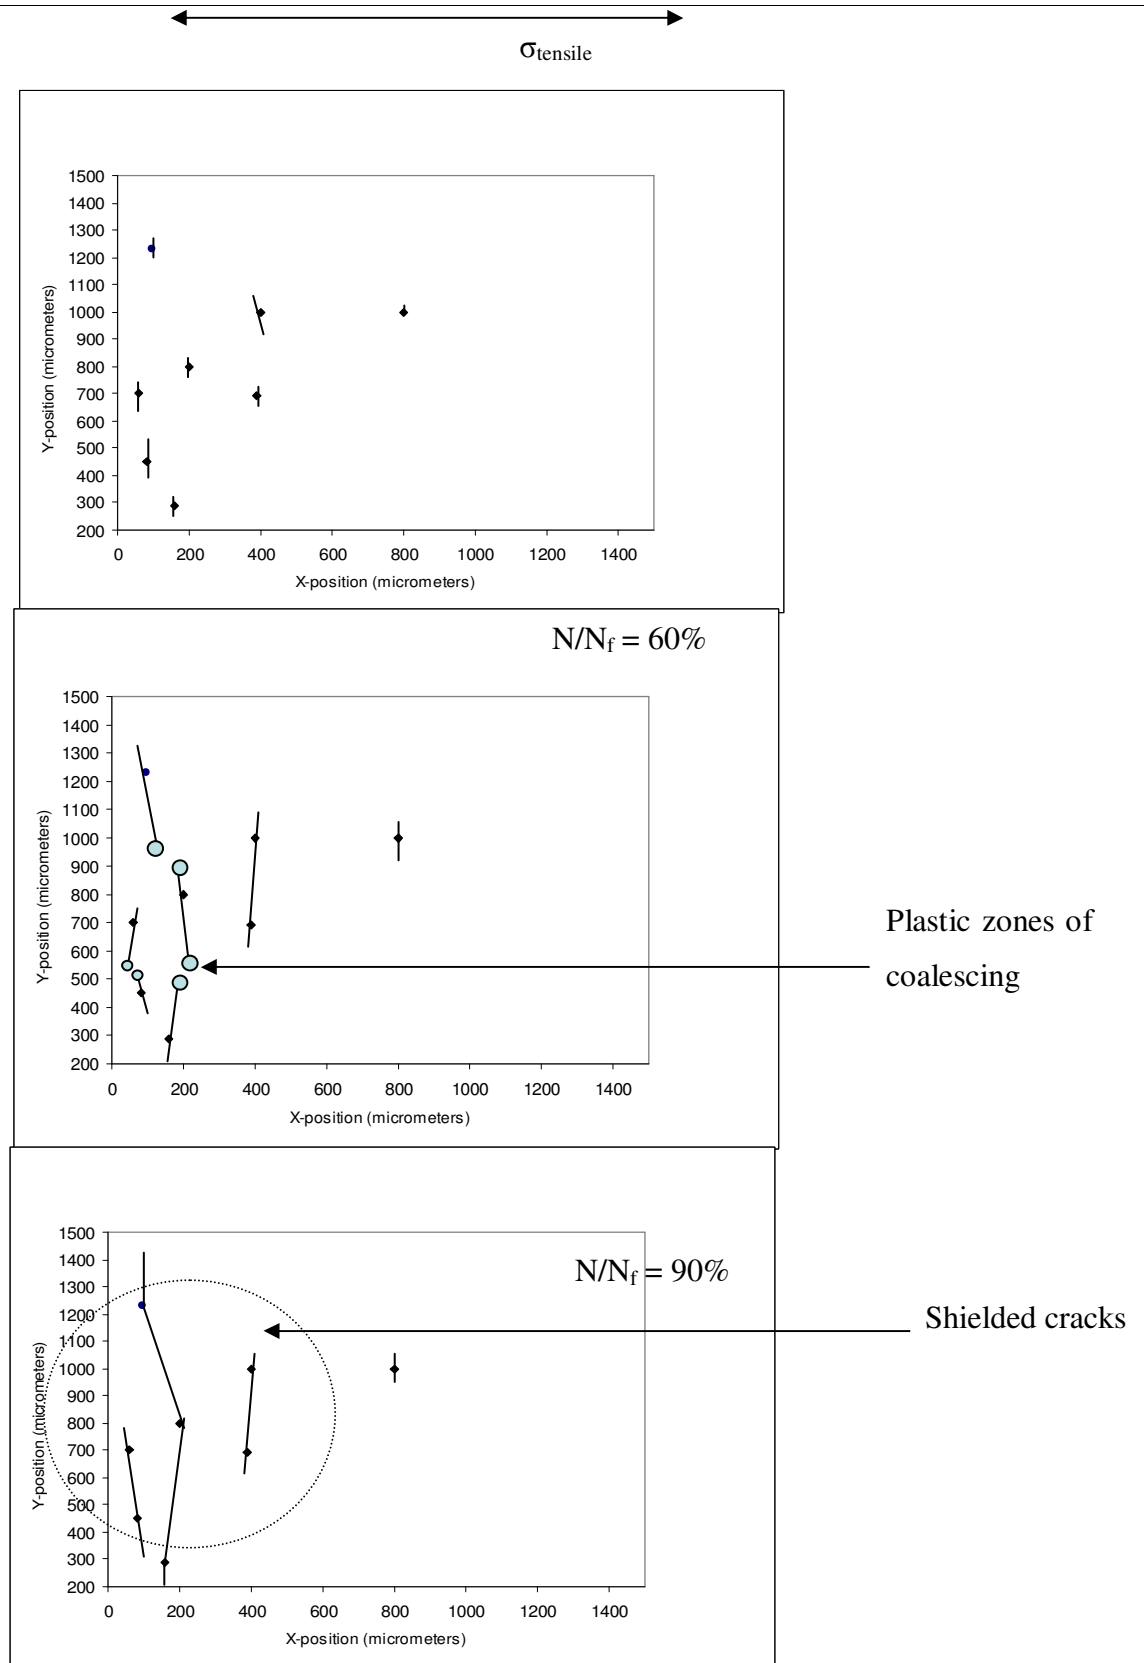 σtensile
1500
1400
1300
1200
1100
1000
900
800
700
600
500
400
300
200
Y-position (micrometers)
0 200 400 600 800 1000 1200 1400
X-position (micrometers)
N/Nf = 60%
1500
1400
1300
1200
1100
1000
900
800
700
600
500
400
300
200
Y-position (micrometers)
0 200 400 600 800 1000 1200 1400
X-position (micrometers)
Plastic zones of
coalescing
N/Nf = 90%
1500
1400
1300
1200
1100
1000
900
800
700
600
500
400
300
200
Y-position (micrometers)
0 200 400 600 800 1000 1200 1400
X-position (micrometers)
Shielded cracks